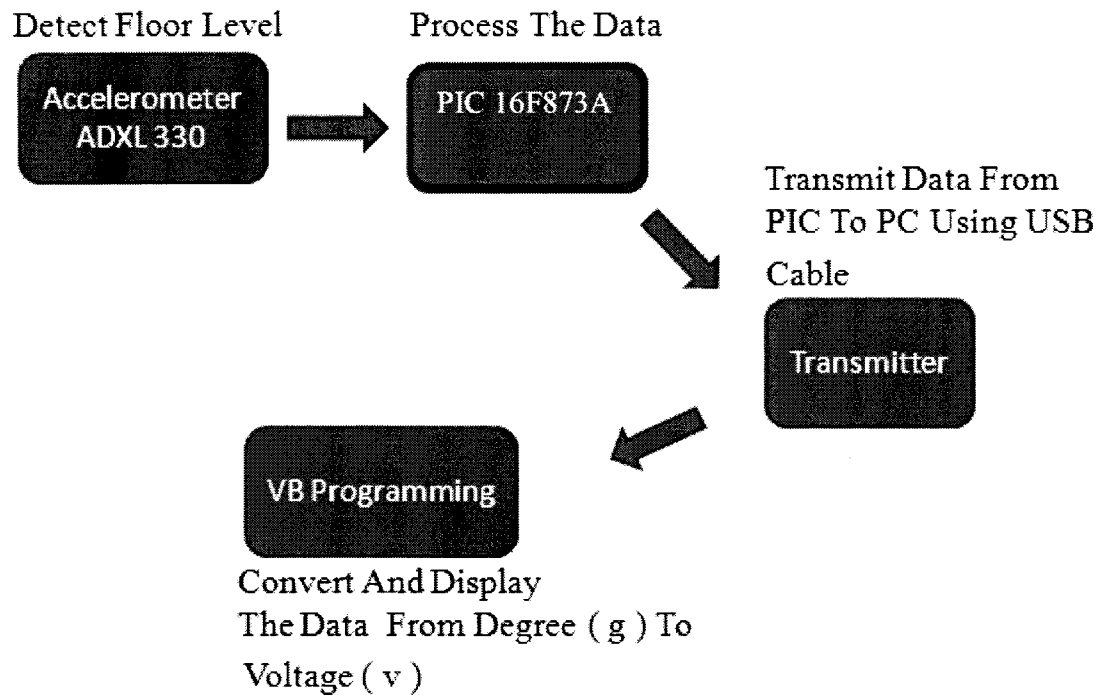 Detect Floor Level
Accelerometer
ADXL 330
Process The Data
PIC 16F873A
Transmit Data From
PIC To PC Using USB
Cable
Transmitter
VB Programming
Convert And Display
The Data From Degree ( g ) To
Voltage ( v )